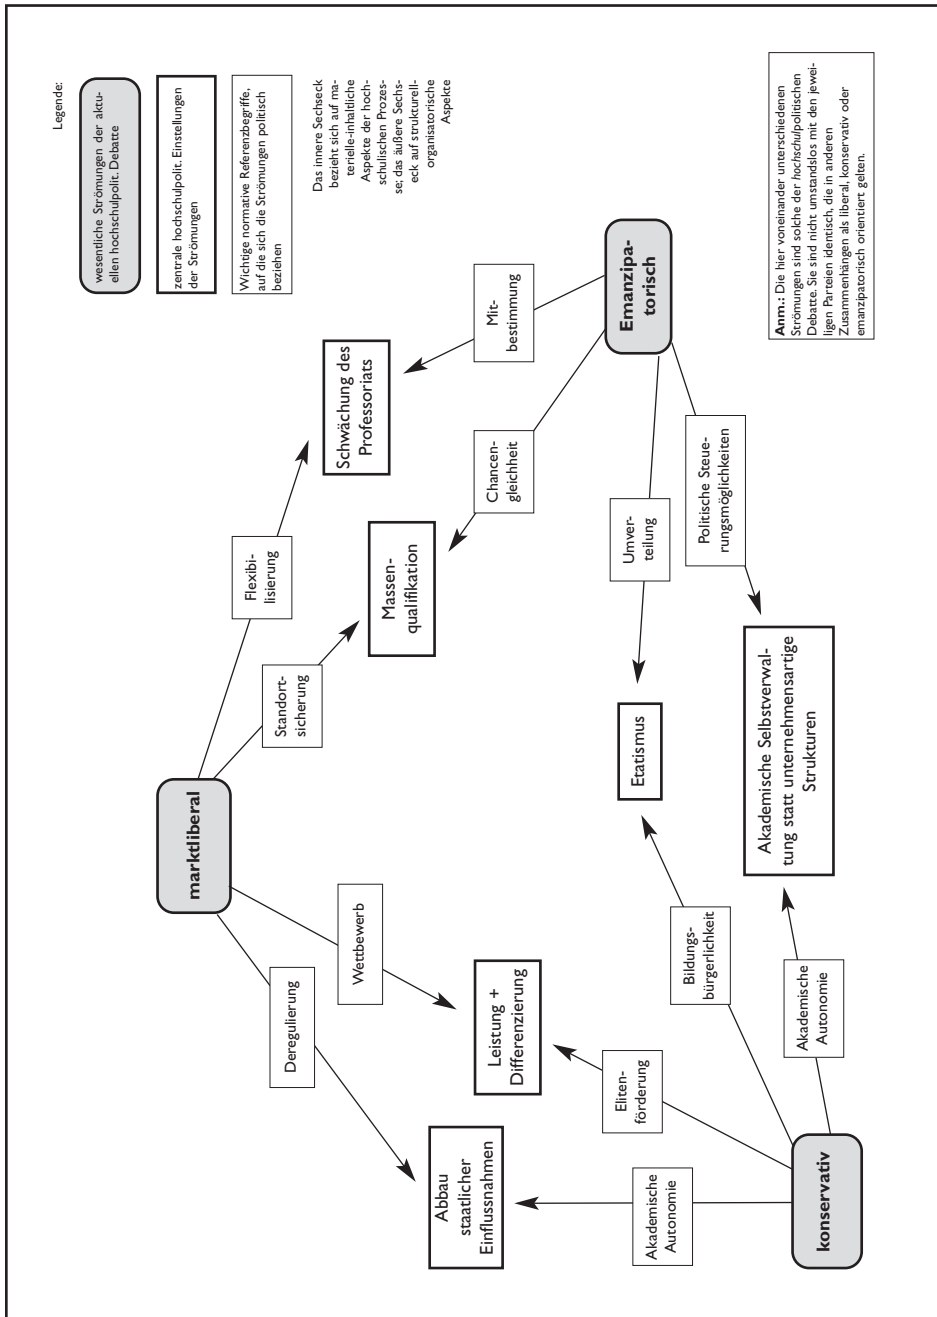 Legende:
wesentliche Strömungen der aktu-
ellen hochschulpolit. Debatte
zentrale hochschulpolit. Einstellungen
der Strömungen
Wichtige normative Referenzbegriffe,
auf die sich die Strömungen politisch
beziehen
Das innere Sechseck
bezieht sich auf ma-
terielle-inhaltliche
Aspekte der hoch-
schulischen Prozes-
se; das äußere Sechs-
eck auf strukturell-
organisatorische
Aspekte
marktliberal
Flexibi-
lisierung
Standort-
sicherung
Deregulierung
Wettbewerb
Schwächung des
Professoriats
Massen-
qualifikation
Leistung +
Differenzierung
Abbau
staatlicher
Einflussnahmen
Mit-
bestimmung
Chancen-
gleichheit
Emanzipa-
torisch
Umver-
teilung
Politische Steue-
rungsmöglichkeiten
Etatismus
Akademische Selbstverwal-
tung statt unternehmensartige
Strukturen
Bildungs-
bürgerlichkeit
Akademische
Autonomie
Eliten-
förderung
Akademische
Autonomie
konservativ
Anm.: Die hier voneinander unterschiedenen
Strömungen sind solche der hochschulpolitischen
Debatte. Sie sind nicht umstandslos mit den jewei-
ligen Parteien identisch, die in anderen
Zusammenhängen als liberal, konservativ oder
emanzipatorisch orientiert gelten.